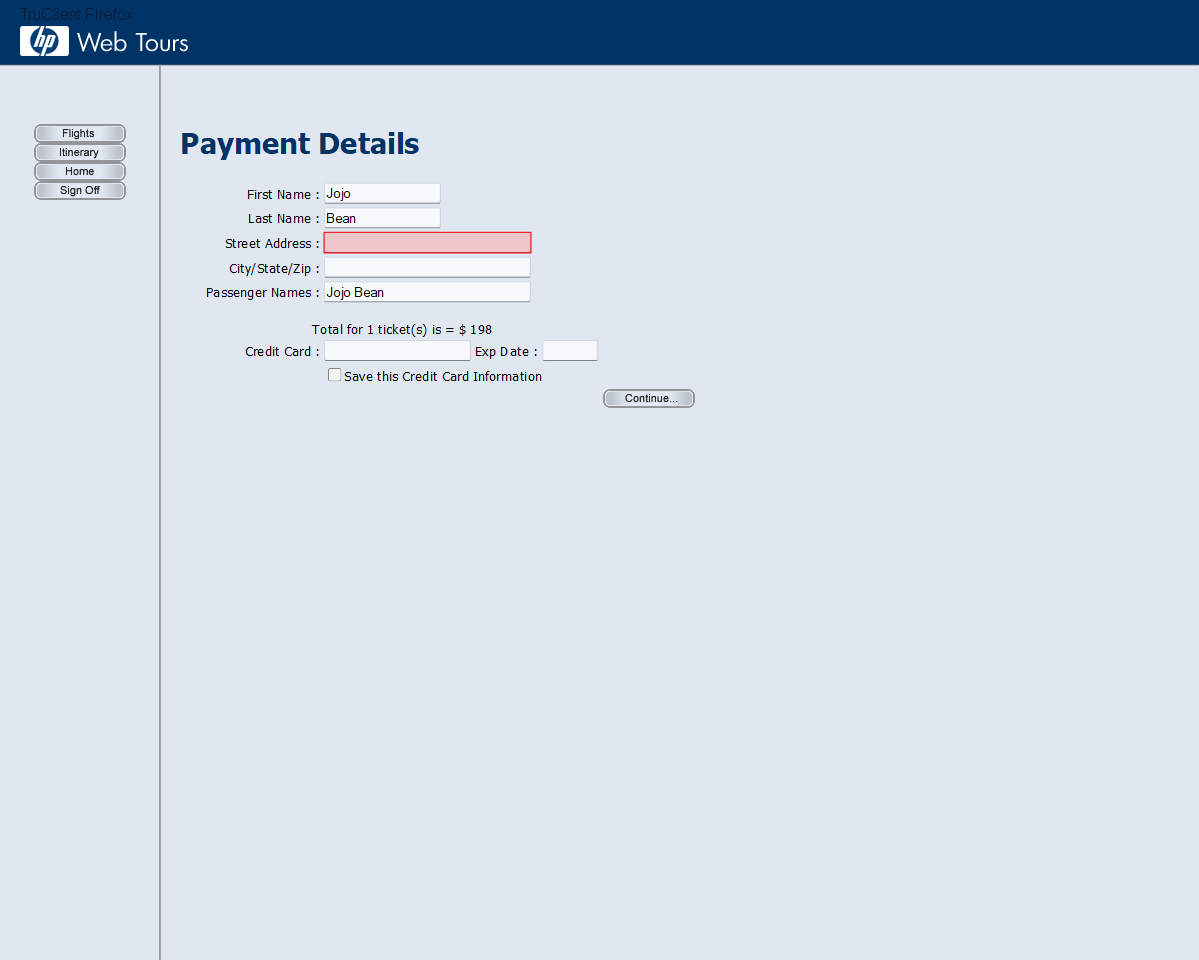 TruClient Firefox
hp Web Tours
Flights
Itinerary
Home
Sign Off
Payment Details
First Name : Jojo
Last Name : Bean
Street Address :
City/State/Zip :
Passenger Names : Jojo Bean
Total for 1 ticket(s) is = $ 198
Credit Card : Exp Date :
Save this Credit Card Information
Continue...